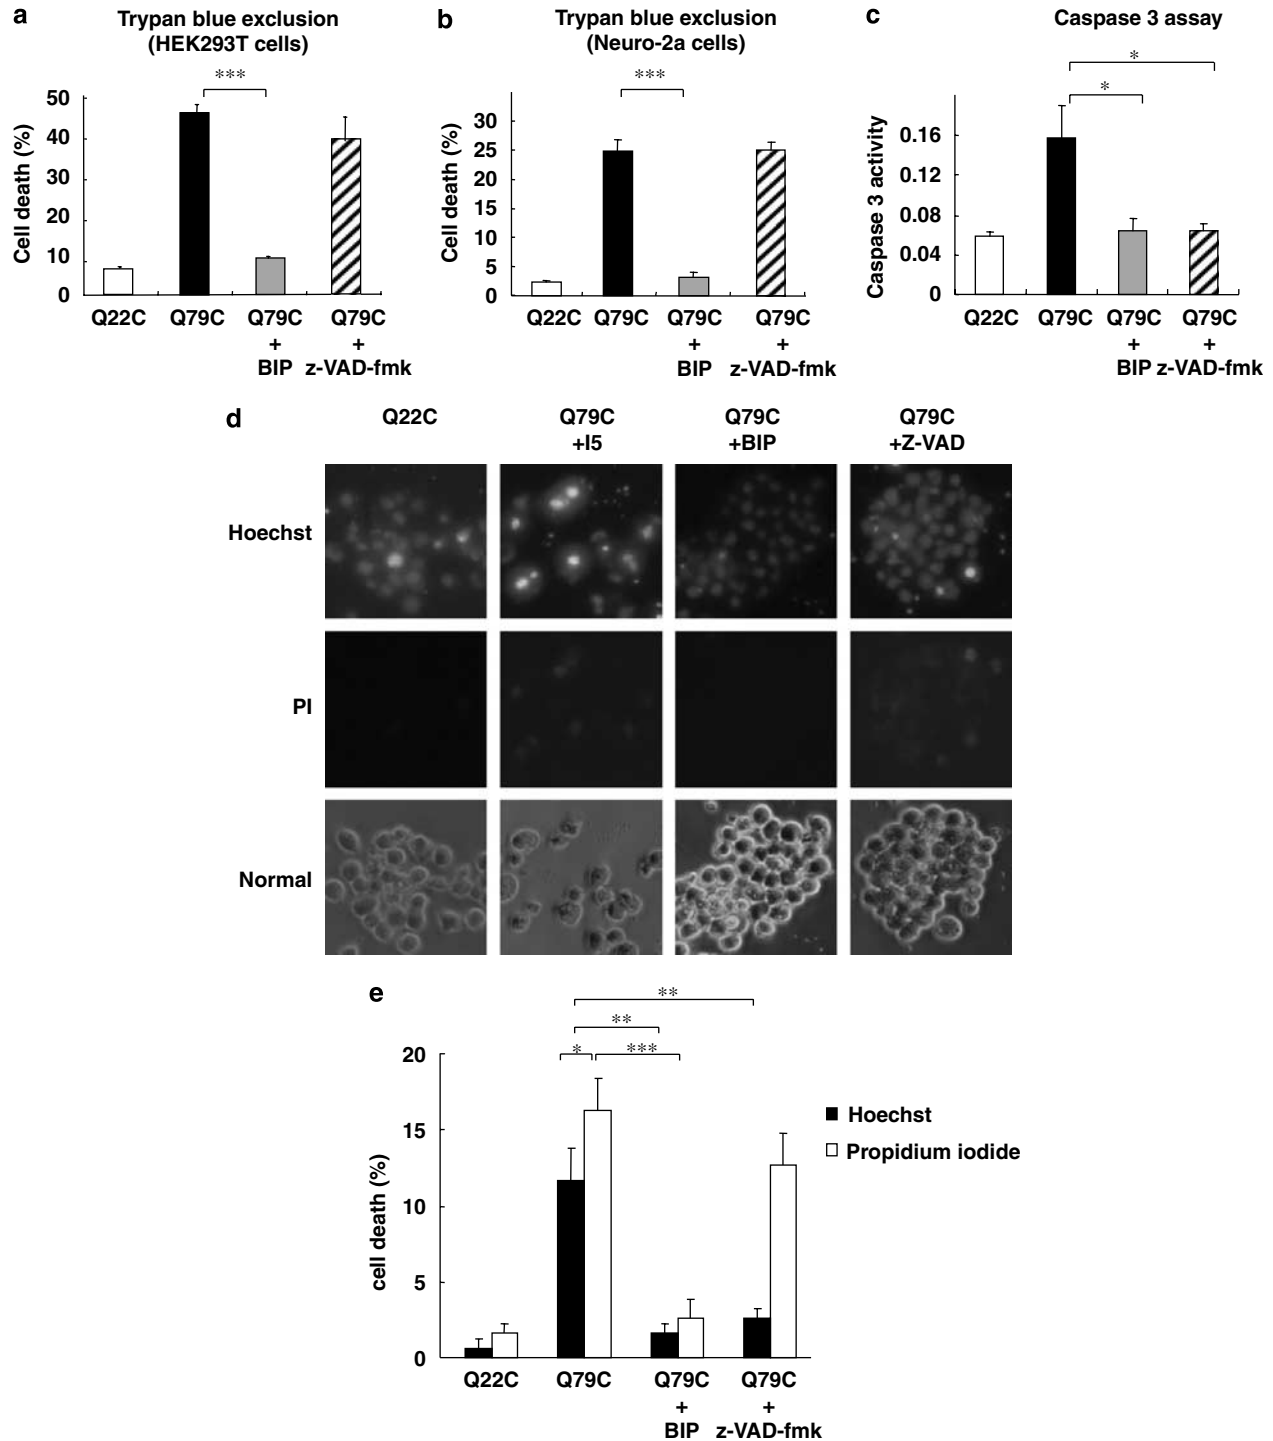 a
Trypan blue exclusion
(HEK293T cells)
***
Cell death (%)
50
40
30
20
10
0
Q22C Q79C Q79C Q79C
+ +
BIP z-VAD-fmk
b
Trypan blue exclusion
(Neuro-2a cells)
***
Cell death (%)
30
25
20
15
10
5
0
Q22C Q79C Q79C Q79C
+ +
BIP z-VAD-fmk
c
Caspase 3 assay
*
*
Caspase 3 activity
0.16
0.12
0.08
0.04
0
Q22C Q79C Q79C Q79C
+ +
BIP z-VAD-fmk
d
Q22C Q79C Q79C Q79C
+I5 +BIP +Z-VAD
Hoechst
PI
Normal
e
**
**
* ***
cell death (%)
20
15
10
5
0
Hoechst
Propidium iodide
Q22C Q79C Q79C Q79C
+ +
BIP z-VAD-fmk